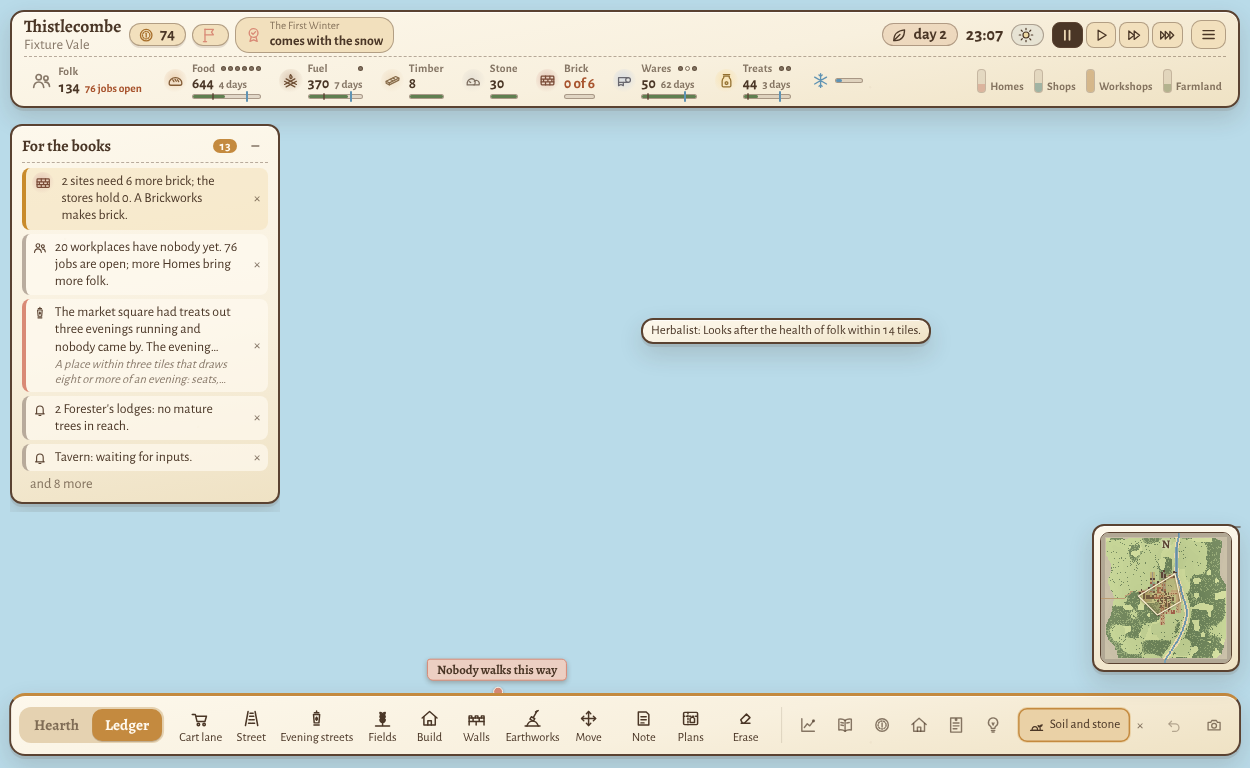 Thistlecombe
Fixture Vale
74
The First Winter
comes with the snow
day 2
23:07
Folk
134 76 jobs open
Food
644 4 days
Fuel
370 7 days
Timber
8
Stone
30
Brick
0 of 6
Wares
50 62 days
Treats
44 3 days
Homes
Shops
Workshops
Farmland
For the books
13
2 sites need 6 more brick; the
stores hold 0. A Brickworks
makes brick.
20 workplaces have nobody yet. 76
jobs are open; more Homes bring
more folk.
The market square had treats out
three evenings running and
nobody came by. The evening...
A place within three tiles that draws
eight or more of an evening: seats,...
2 Forester's lodges: no mature
trees in reach.
Tavern: waiting for inputs.
and 8 more
Herbalist: Looks after the health of folk within 14 tiles.
N
Nobody walks this way
Hearth
Ledger
Cart lane
Street
Evening streets
Fields
Build
Walls
Earthworks
Move
Note
Plans
Erase
Soil and stone